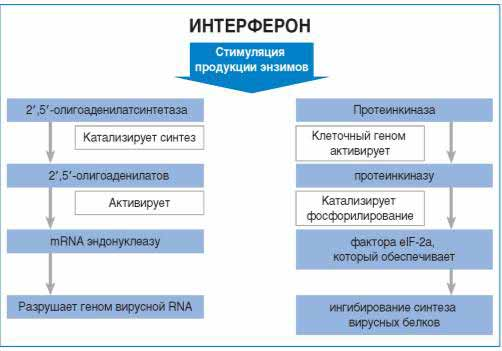 ИНТЕРФЕРОН
Стимуляция
продукции энзимов
2′,5′-олигоаденилатсинтетаза
Катализирует синтез
2′,5′-олигоаденилатов
Активирует
mRNA эндонуклеазу
Разрушает геном вирусной RNA
Протеинкиназа
Клеточный геном
активирует
протеинкиназу
Катализирует
фосфорилирование
фактора eIF-2a,
который обеспечивает
ингибирование синтеза
вирусных белков